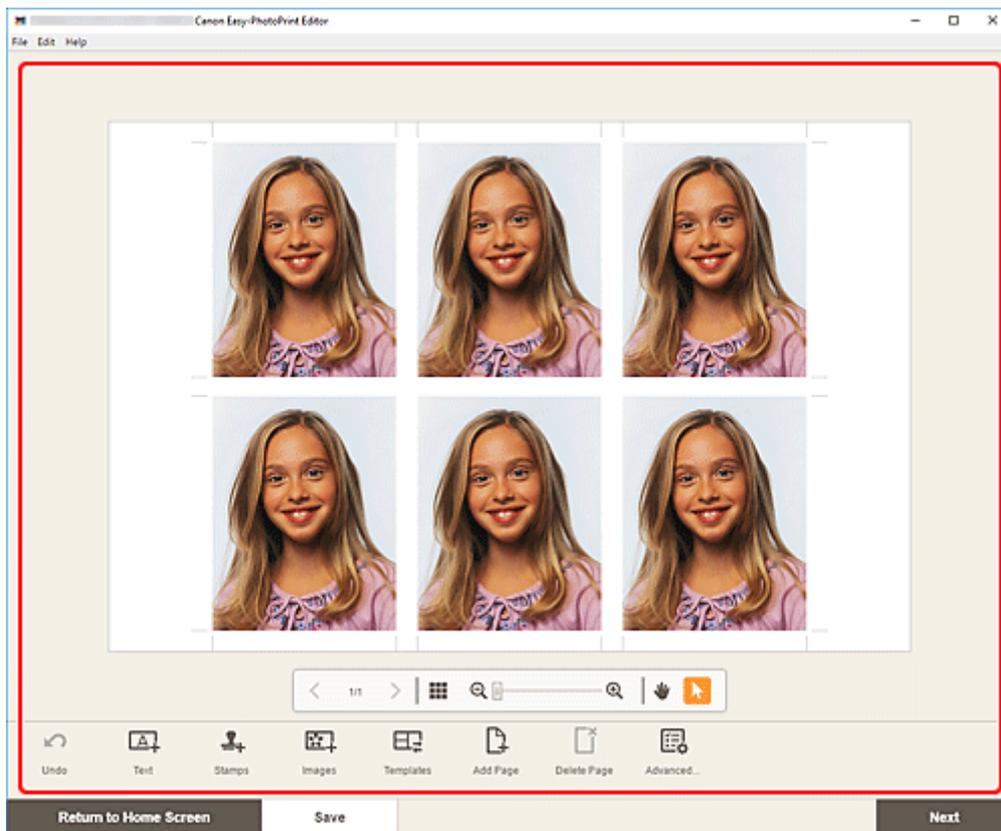 Canon Easy-PhotoPrint Editor
File Edit Help
1/1
Undo Text Stamps Images Templates Add Page Delete Page Advanced...
Return to Home Screen Save Next